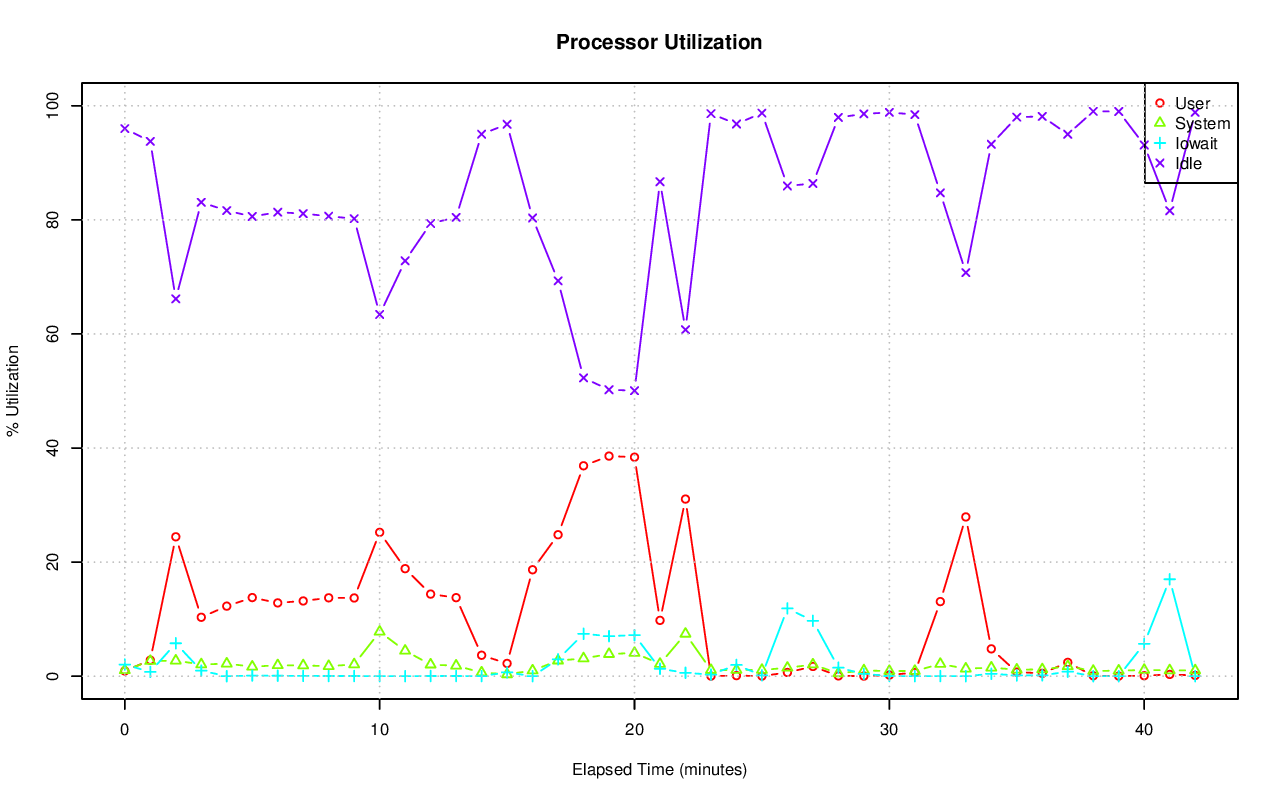 Processor Utilization
User
System
Iowait
Idle
% Utilization
100
80
60
40
20
0
0 10 20 30 40
Elapsed Time (minutes)